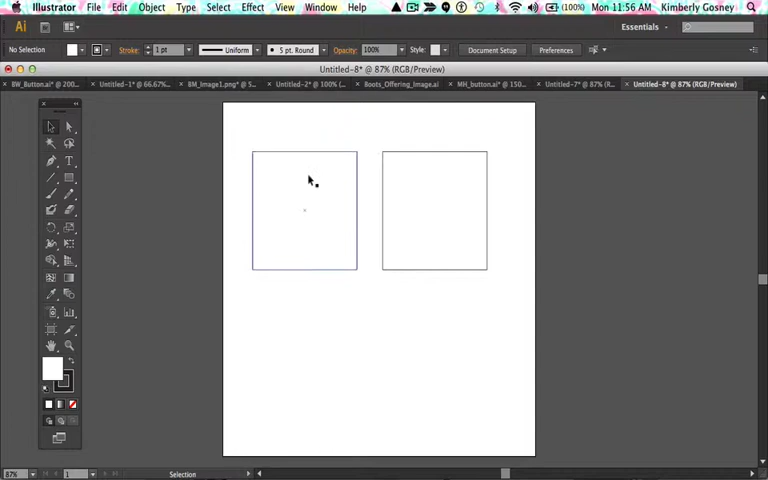 Illustrator File Edit Object Type Select Effect View Window Help (100%) Mon 11:56 AM Kimberly Gosney
Ai Essentials
No Selection Stroke: 1 pt Uniform 5 pt. Round Opacity: 100% Style: Document Setup Preferences
Untitled-8* @ 87% (RGB/Preview)
× BW_Button.ai* @ 200... × Untitled-1* @ 66.67%... × BM_Image1.png* @ 5... × Untitled-2* @ 100% (... × Boots_Offering_Image.ai × MH_button.ai* @ 150... × Untitled-7* @ 87% (R... × Untitled-8* @ 87% (RGB/Preview)
T
87% 1 Selection